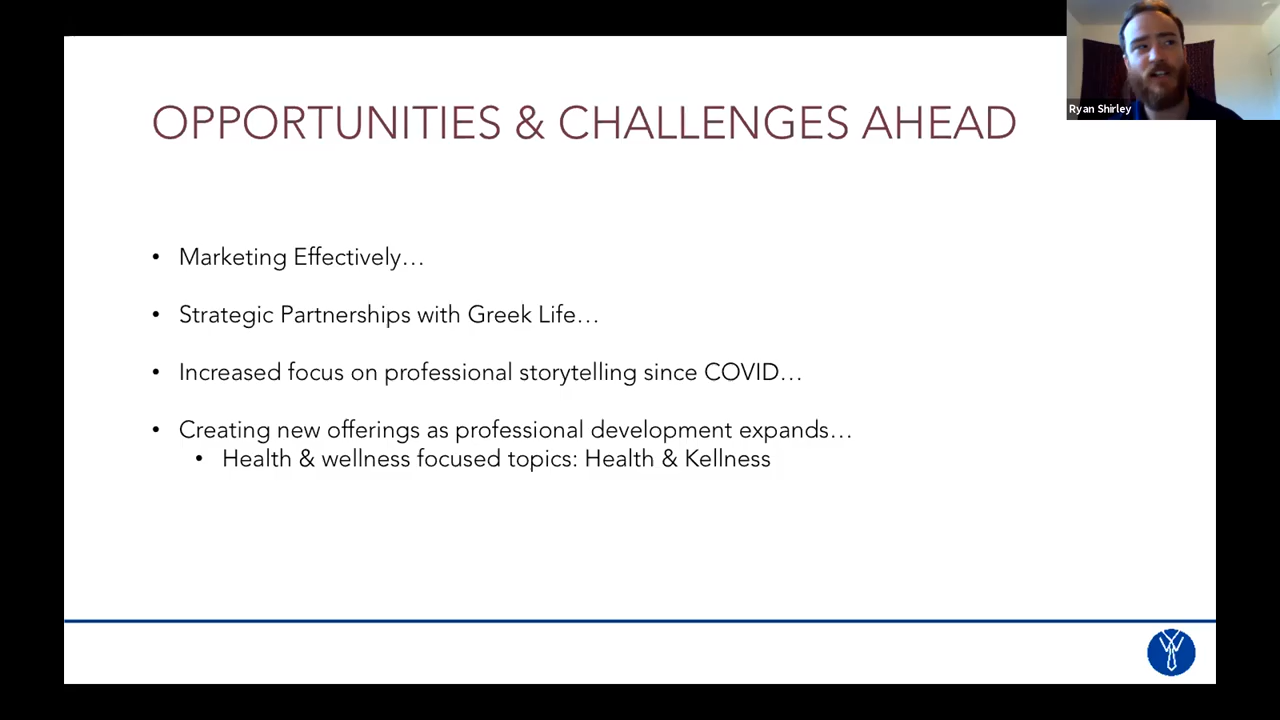 OPPORTUNITIES & CHALLENGES AHEAD
Ryan Shirley
• Marketing Effectively…
• Strategic Partnerships with Greek Life…
• Increased focus on professional storytelling since COVID…
• Creating new offerings as professional development expands…
• Health & wellness focused topics: Health & Kellness